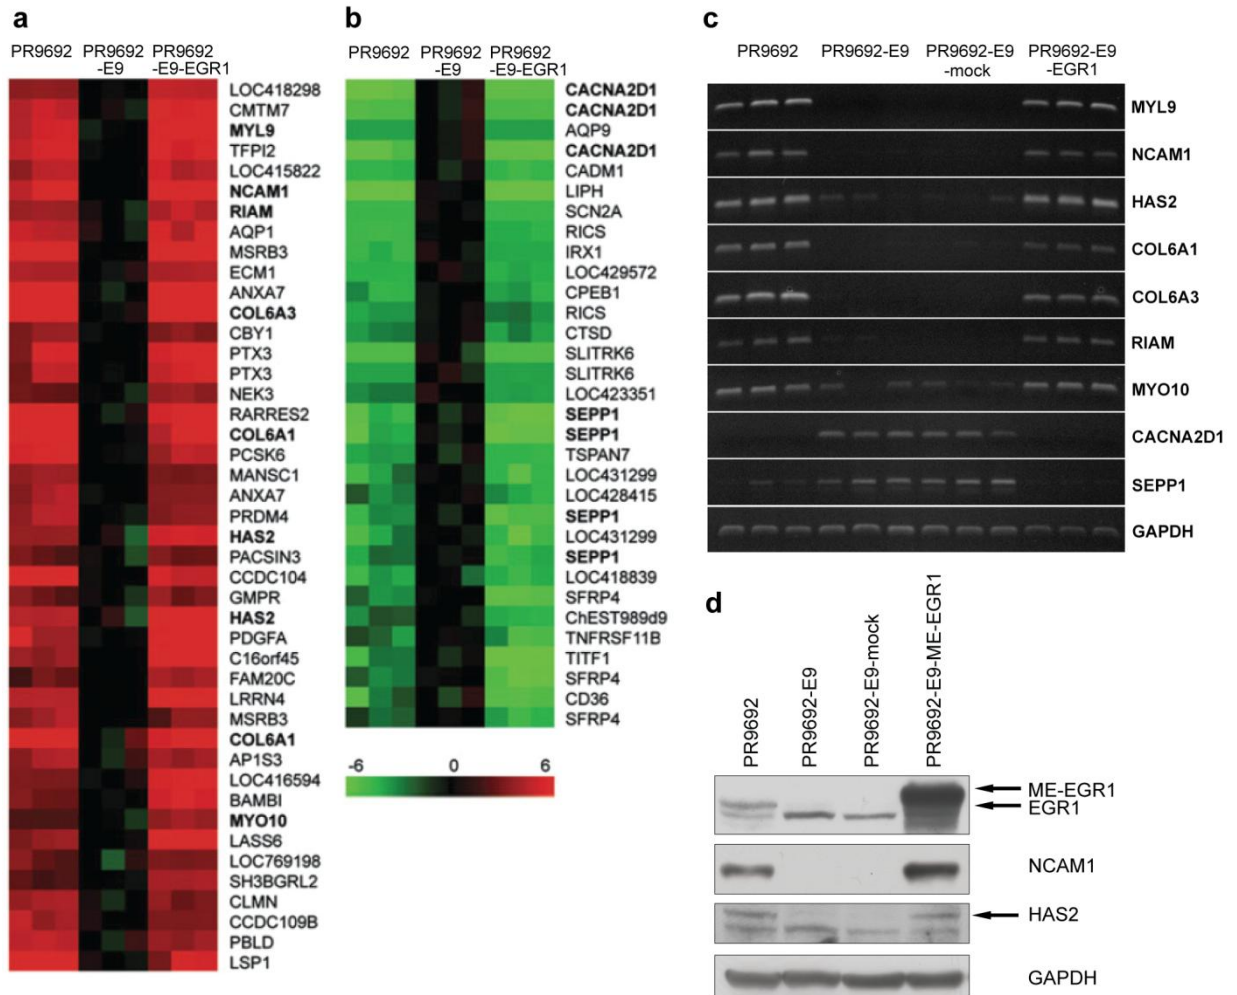 a
PR9692 PR9692 PR9692
-E9 -E9-EGR1
LOC418298
CMTM7
MYL9
TFPI2
LOC415822
NCAM1
RIAM
AQP1
MSRB3
ECM1
ANXA7
COL6A3
CBY1
PTX3
PTX3
NEK3
RARRES2
COL6A1
PCSK6
MANSC1
ANXA7
PRDM4
HAS2
PACSIN3
CCDC104
GMPR
HAS2
PDGFA
C16orf45
FAM20C
LRRN4
MSRB3
COL6A1
AP1S3
LOC416594
BAMBI
MYO10
LASS6
LOC769198
SH3BGRL2
CLMN
CCDC109B
PBLD
LSP1
b
PR9692 PR9692 PR9692
-E9 -E9-EGR1
CACNA2D1
CACNA2D1
AQP9
CACNA2D1
CADM1
LIPH
SCN2A
RICS
IRX1
LOC429572
CPEB1
RICS
CTSD
SLITRK6
SLITRK6
LOC423351
SEPP1
SEPP1
TSPAN7
LOC431299
LOC428415
SEPP1
LOC431299
SEPP1
LOC418839
SFRP4
ChEST989d9
TNFRSF11B
TITF1
SFRP4
CD36
SFRP4
-6 0 6
c
PR9692 PR9692-E9 PR9692-E9 PR9692-E9
-mock -EGR1
MYL9
NCAM1
HAS2
COL6A1
COL6A3
RIAM
MYO10
CACNA2D1
SEPP1
GAPDH
d
PR9692
PR9692-E9
PR9692-E9-mock
PR9692-E9-ME-EGR1
ME-EGR1
EGR1
NCAM1
HAS2
GAPDH